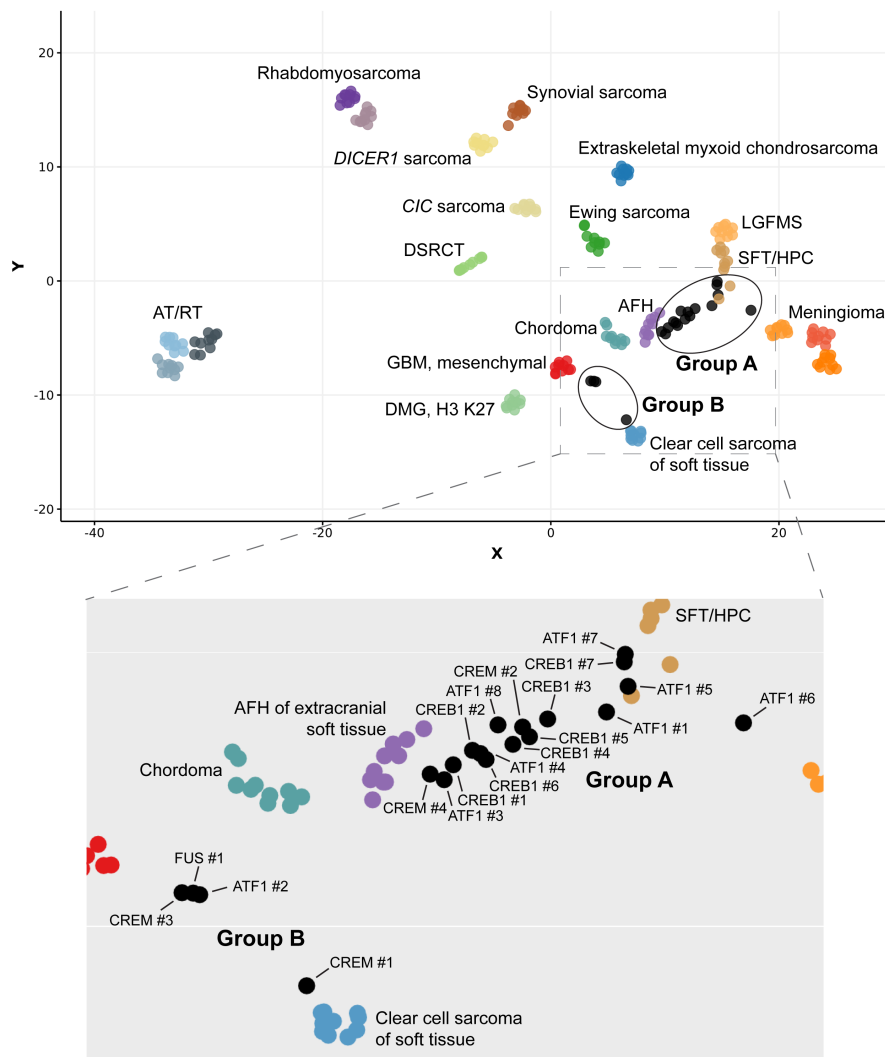 20
Rhabdomyosarcoma
Synovial sarcoma
DICER1 sarcoma
Extraskeletal myxoid chondrosarcoma
10
CIC sarcoma
Ewing sarcoma
LGFMS
DSRCT
SFT/HPC
Y
0
AT/RT
AFH
Meningioma
Chordoma
GBM, mesenchymal
Group A
DMG, H3 K27
Group B
-10
Clear cell sarcoma
of soft tissue
-20
-40
-20
0
20
X
SFT/HPC
ATF1 #7
CREB1 #7
CREM #2
CREB1 #3
ATF1 #8
ATF1 #5
ATF1 #6
AFH of extracranial
soft tissue
CREB1 #2
ATF1 #1
CREB1 #5
CREB1 #4
Chordoma
ATF1 #4
Group A
CREB1 #6
CREB1 #1
CREM #4
ATF1 #3
FUS #1
ATF1 #2
CREM #3
Group B
CREM #1
Clear cell sarcoma
of soft tissue